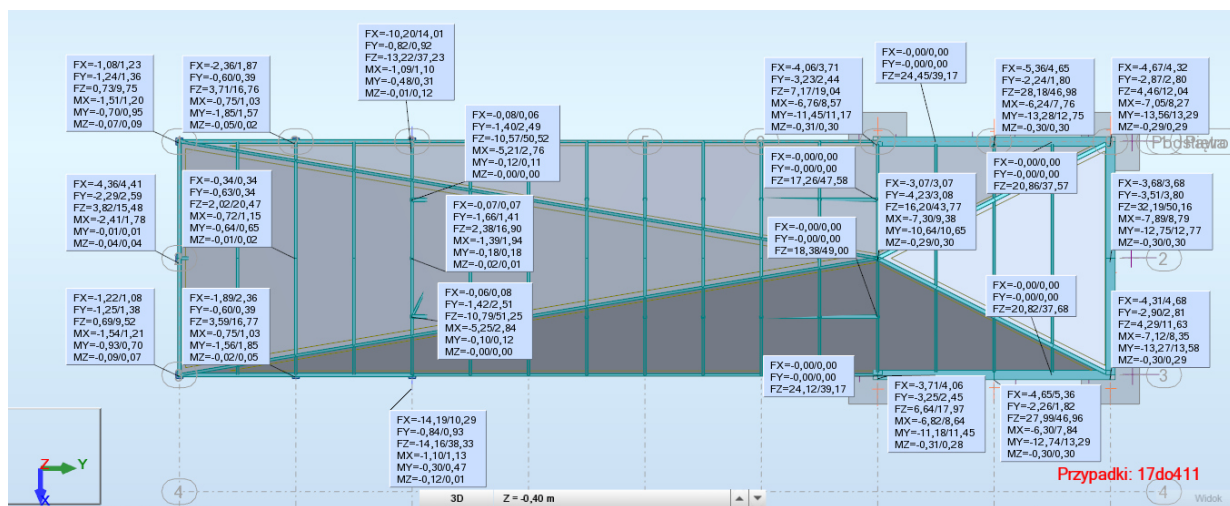 FX=-1,08/1,23
FY=-1,24/1,36
FZ=0,73/9,75
MX=-1,51/1,20
MY=-0,70/0,95
MZ=-0,07/0,09
FX=-2,36/1,87
FY=-0,60/0,39
FZ=3,71/16,76
MX=-0,75/1,03
MY=-1,85/1,57
MZ=-0,05/0,02
FX=-10,20/14,01
FY=-0,82/0,92
FZ=-13,22/37,23
MX=-1,09/1,10
MY=-0,48/0,31
MZ=-0,01/0,12
FX=-0,08/0,06
FY=-1,40/2,49
FZ=-10,57/50,52
MX=-5,21/2,76
MY=-0,12/0,11
MZ=-0,00/0,00
FX=-4,06/3,71
FY=-3,23/2,44
FZ=7,17/19,04
MX=-6,76/8,57
MY=-11,45/11,17
MZ=-0,31/0,30
FX=-0,00/0,00
FY=-0,00/0,00
FZ=24,45/39,17
FX=-5,36/4,65
FY=-2,24/1,80
FZ=28,18/46,98
MX=-6,24/7,76
MY=-13,28/12,75
MZ=-0,30/0,30
FX=-4,67/4,32
FY=-2,87/2,80
FZ=4,46/12,04
MX=-7,05/8,27
MY=-13,56/13,29
MZ=-0,29/0,29
5
FX=-4,36/4,41
FY=-2,29/2,59
FZ=3,82/15,48
MX=-2,41/1,78
MY=-0,01/0,01
MZ=-0,04/0,04
FX=-0,34/0,34
FY=-0,63/0,34
FZ=2,02/20,47
MX=-0,72/1,15
MY=-0,64/0,65
MZ=-0,01/0,02
FX=-0,07/0,07
FY=-1,66/1,41
FZ=2,38/16,90
MX=-1,39/1,94
MY=-0,18/0,18
MZ=-0,02/0,01
FX=-0,00/0,00
FY=-0,00/0,00
FZ=17,26/47,58
FX=-3,07/3,07
FY=-4,23/3,08
FZ=16,20/43,77
MX=-7,30/9,38
MY=-10,64/10,65
MZ=-0,29/0,30
FX=-0,00/0,00
FY=-0,00/0,00
FZ=20,86/37,57
FX=-3,68/3,68
FY=-3,51/3,80
FZ=32,19/50,16
MX=-7,89/8,79
MY=-12,75/12,77
MZ=-0,30/0,30
2
FX=-0,00/0,00
FY=-0,00/0,00
FZ=18,38/49,00
FX=-1,22/1,08
FY=-1,25/1,38
FZ=0,69/9,52
MX=-1,54/1,21
MY=-0,93/0,70
MZ=-0,09/0,07
FX=-1,89/2,36
FY=-0,60/0,39
FZ=3,59/16,77
MX=-0,75/1,03
MY=-1,56/1,85
MZ=-0,02/0,05
FX=-0,06/0,08
FY=-1,42/2,51
FZ=-10,79/51,25
MX=-5,25/2,84
MY=-0,10/0,12
MZ=-0,00/0,00
FX=-0,00/0,00
FY=-0,00/0,00
FZ=20,82/37,68
FX=-4,31/4,68
FY=-2,90/2,81
FZ=4,29/11,63
MX=-7,12/8,35
MY=-13,27/13,58
MZ=-0,30/0,29
3
FX=-0,00/0,00
FY=-0,00/0,00
FZ=24,12/39,17
FX=-3,71/4,06
FY=-3,25/2,45
FZ=6,64/17,97
MX=-6,82/8,64
MY=-11,18/11,45
MZ=-0,31/0,28
FX=-4,65/5,36
FY=-2,26/1,82
FZ=27,99/46,96
MX=-6,30/7,84
MY=-12,74/13,29
MZ=-0,30/0,30
FX=-14,19/10,29
FY=-0,84/0,93
FZ=-14,16/38,33
MX=-1,10/1,13
MY=-0,30/0,47
MZ=-0,12/0,01
Z
Y
X
Przypadki: 17do411
4
4
3D Z = -0,40 m
Widok